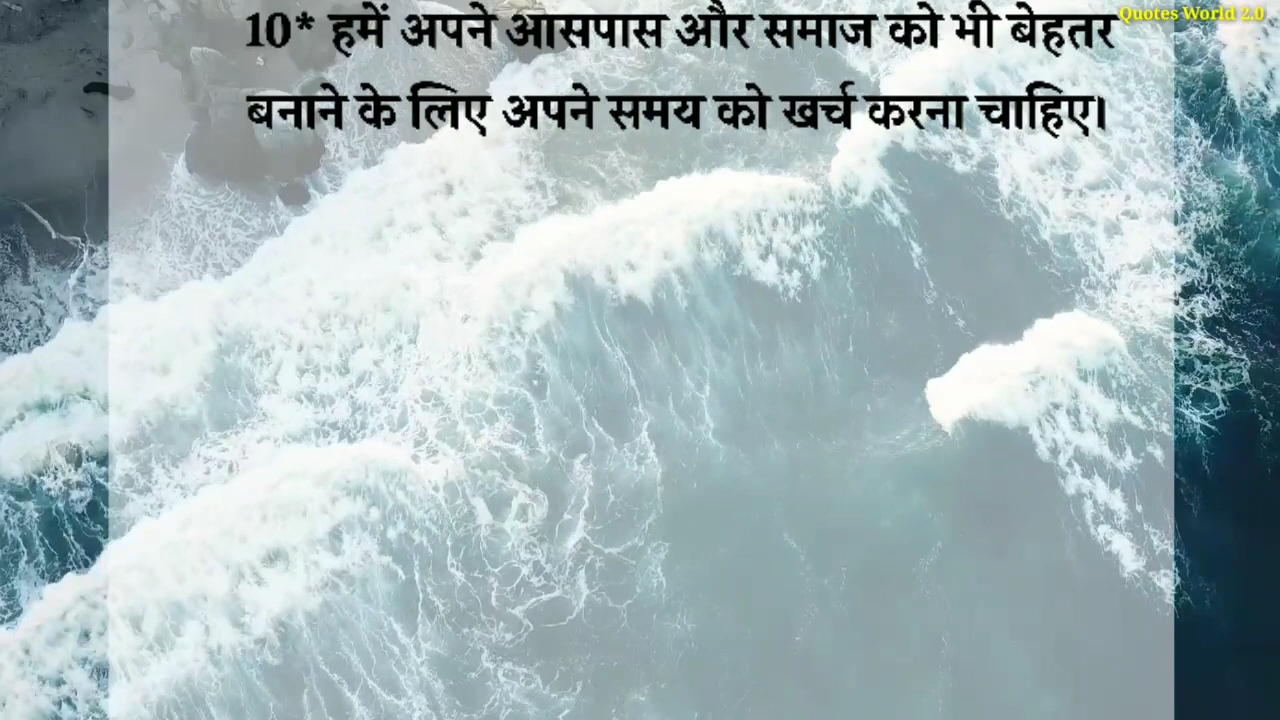 Quotes World 2.0
10* हमें अपने आसपास और समाज को भी बेहतर
बनाने के लिए अपने समय को खर्च करना चाहिए।